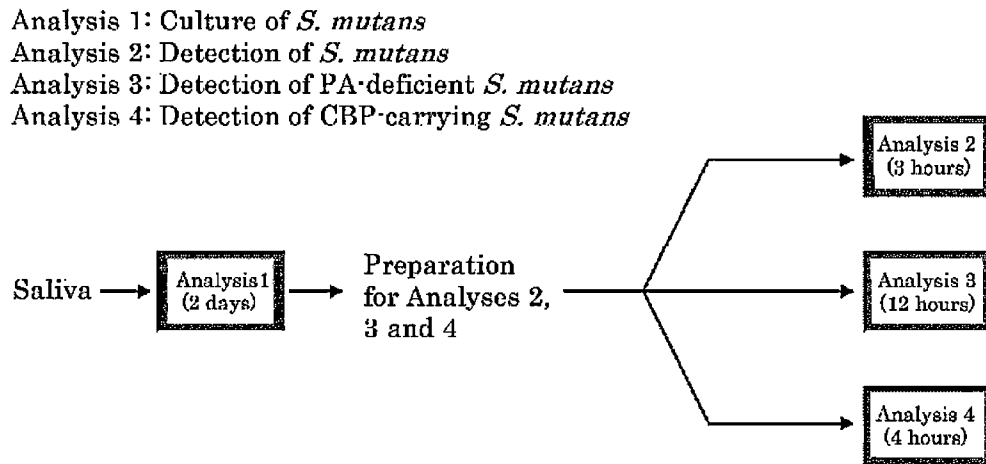 Analysis 1: Culture of S. mutans
Analysis 2: Detection of S. mutans
Analysis 3: Detection of PA-deficient S. mutans
Analysis 4: Detection of CBP-carrying S. mutans
Analysis 2
(3 hours)
Saliva
Analysis1
(2 days)
Preparation
for Analyses 2,
3 and 4
Analysis 3
(12 hours)
Analysis 4
(4 hours)